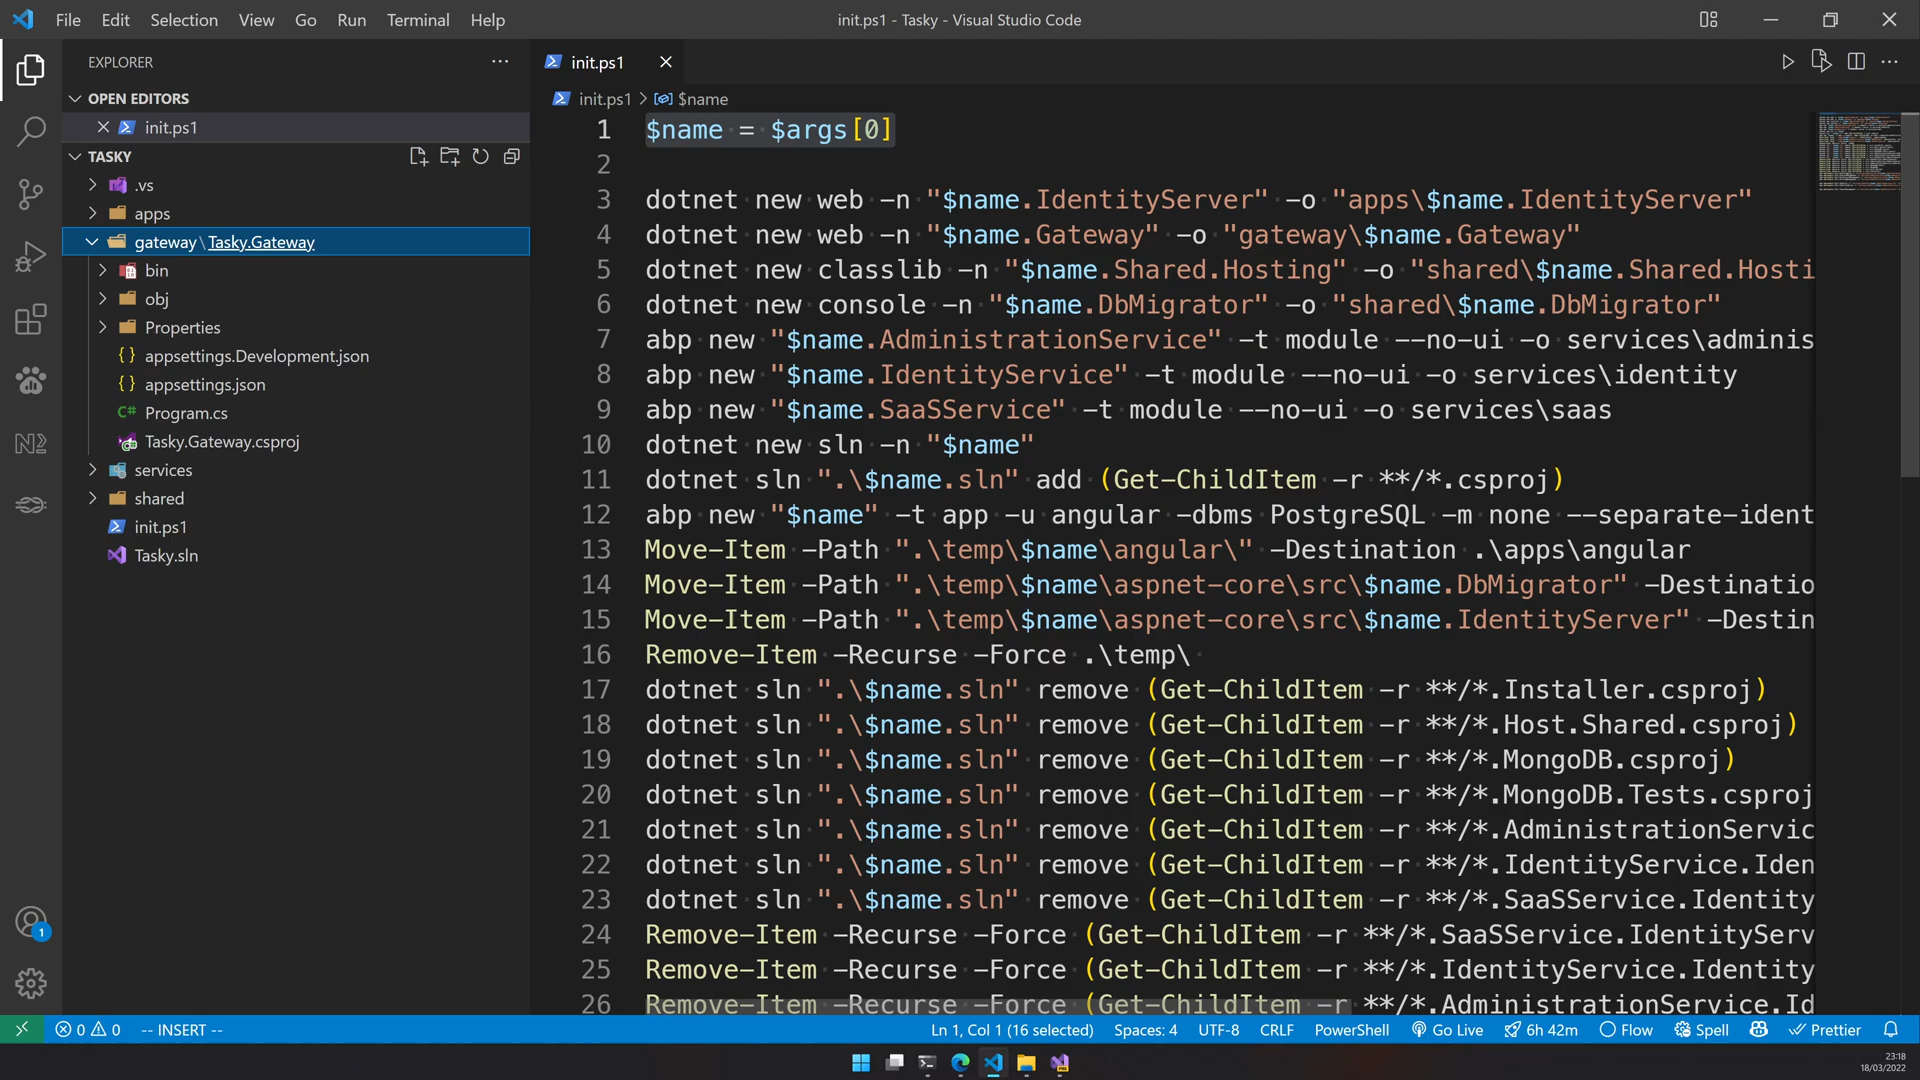 File Edit Selection View Go Run Terminal Help
init.ps1 - Tasky - Visual Studio Code
EXPLORER
OPEN EDITORS
init.ps1
TASKY
.vs
apps
gateway\Tasky.Gateway
bin
obj
Properties
appsettings.Development.json
appsettings.json
Program.cs
Tasky.Gateway.csproj
services
shared
init.ps1
Tasky.sln
init.ps1
init.ps1 > $name
1 $name = $args[0]
2
3 dotnet new web -n "$name.IdentityServer" -o "apps\$name.IdentityServer"
4 dotnet new web -n "$name.Gateway" -o "gateway\$name.Gateway"
5 dotnet new classlib -n "$name.Shared.Hosting" -o "shared\$name.Shared.Hosti
6 dotnet new console -n "$name.DbMigrator" -o "shared\$name.DbMigrator"
7 abp new "$name.AdministrationService" -t module --no-ui -o services\adminis
8 abp new "$name.IdentityService" -t module --no-ui -o services\identity
9 abp new "$name.SaaSService" -t module --no-ui -o services\saas
10 dotnet new sln -n "$name"
11 dotnet sln ".\$name.sln" add (Get-ChildItem -r **/*.csproj)
12 abp new "$name" -t app -u angular -dbms PostgreSQL -m none --separate-ident
13 Move-Item -Path ".\temp\$name\angular\" -Destination .\apps\angular
14 Move-Item -Path ".\temp\$name\aspnet-core\src\$name.DbMigrator" -Destinatio
15 Move-Item -Path ".\temp\$name\aspnet-core\src\$name.IdentityServer" -Destin
16 Remove-Item -Recurse -Force .\temp\
17 dotnet sln ".\$name.sln" remove (Get-ChildItem -r **/*.Installer.csproj)
18 dotnet sln ".\$name.sln" remove (Get-ChildItem -r **/*.Host.Shared.csproj)
19 dotnet sln ".\$name.sln" remove (Get-ChildItem -r **/*.MongoDB.csproj)
20 dotnet sln ".\$name.sln" remove (Get-ChildItem -r **/*.MongoDB.Tests.csproj
21 dotnet sln ".\$name.sln" remove (Get-ChildItem -r **/*.AdministrationServic
22 dotnet sln ".\$name.sln" remove (Get-ChildItem -r **/*.IdentityService.Iden
23 dotnet sln ".\$name.sln" remove (Get-ChildItem -r **/*.SaaSService.Identity
24 Remove-Item -Recurse -Force (Get-ChildItem -r **/*.SaaSService.IdentityServ
25 Remove-Item -Recurse -Force (Get-ChildItem -r **/*.IdentityService.Identity
26 Remove-Item -Recurse -Force (Get-ChildItem -r **/*.AdministrationService.Id
1
0 0 -- INSERT -- Ln 1, Col 1 (16 selected) Spaces: 4 UTF-8 CRLF PowerShell Go Live 6h 42m Flow Spell Prettier
23:18
18/03/2022